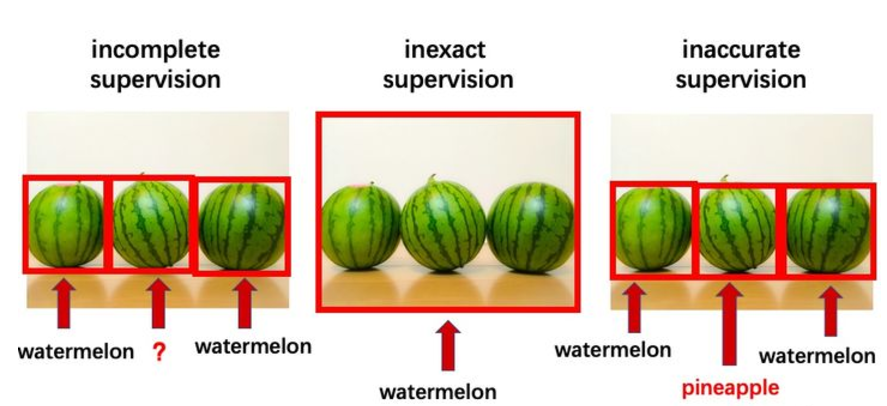 incomplete
supervision
inexact
supervision
inaccurate
supervision
watermelon
?
watermelon
watermelon
watermelon
pineapple
watermelon